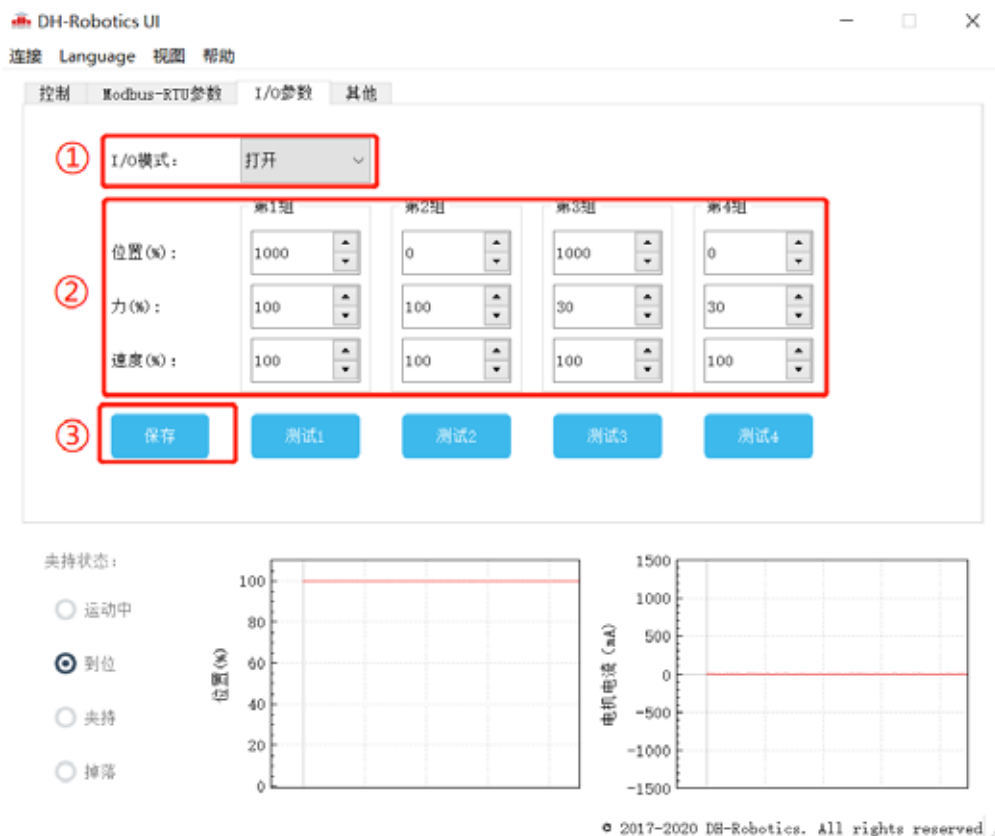 DH-Robotics UI
连接 Language 视图 帮助
控制 Modbus-RTU参数 I/O参数 其他
① I/O模式: 打开
第1组 第2组 第3组 第4组
位置(%): 1000 0 1000 0
② 力(%): 100 100 30 30
速度(%): 100 100 100 100
③ 保存 测试1 测试2 测试3 测试4
夹持状态:
运动中
到位
夹持
掉落
位置(%)
100
80
60
40
20
0
电机电流 (mA)
1500
1000
500
0
-500
-1000
-1500
© 2017-2020 DH-Robotics. All rights reserved